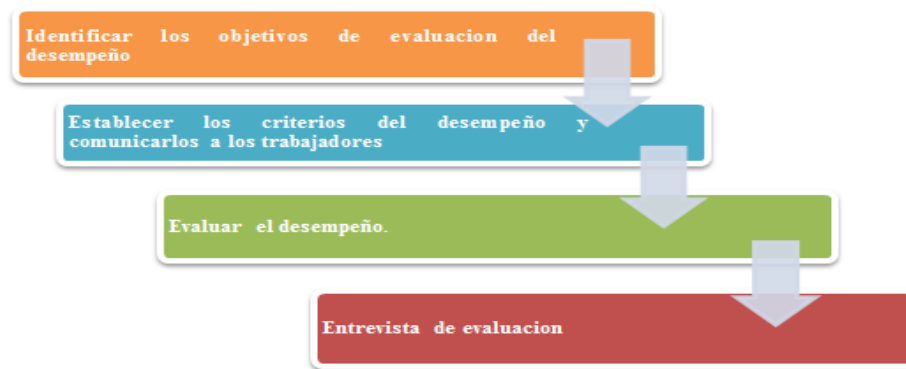 Identificar los objetivos de evaluacion del
desempeño
Establecer los criterios del desempeño y
comunicarlos a los trabajadores
Evaluar el desempeño.
Entrevista de evaluacion